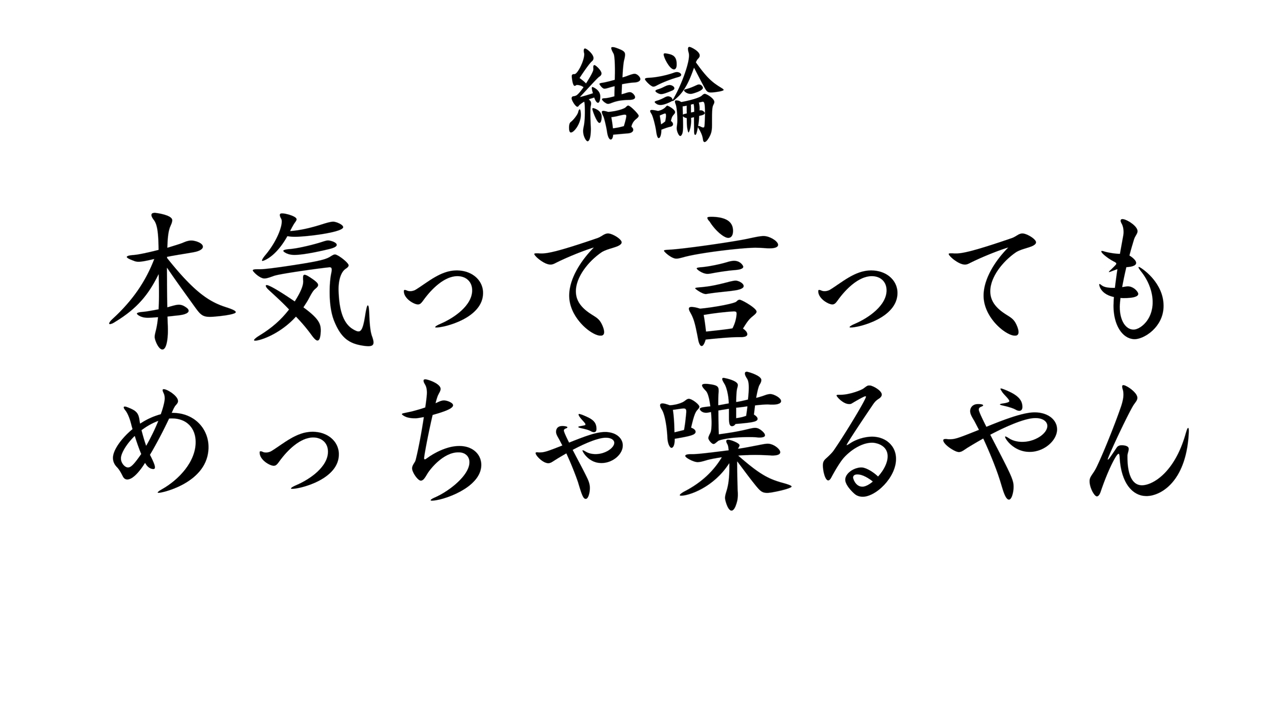 結論
本気って言っても
めっちゃ喋るやん